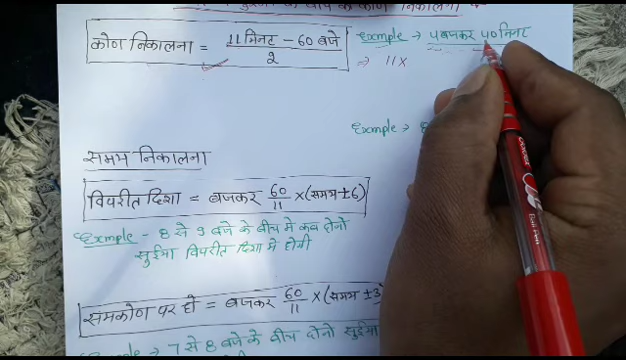 कोण निकालना = 11 मिनट - 60 बजे / 2
Example → 4 बजकर 40 मिनट
⇒ 11 X
Example →
समय निकालना
विपरीत दिशा = बजकर 60/11 × (समय ± 6)
Example - 8 से 9 बजे के बीच में कब दोनो
सुईया विपरीत दिशा में होगी
समकोण पर हो = बजकर 60/11 × (समय ± 3
Example → 7 से 8 बजे के बीच दोनो सुईया